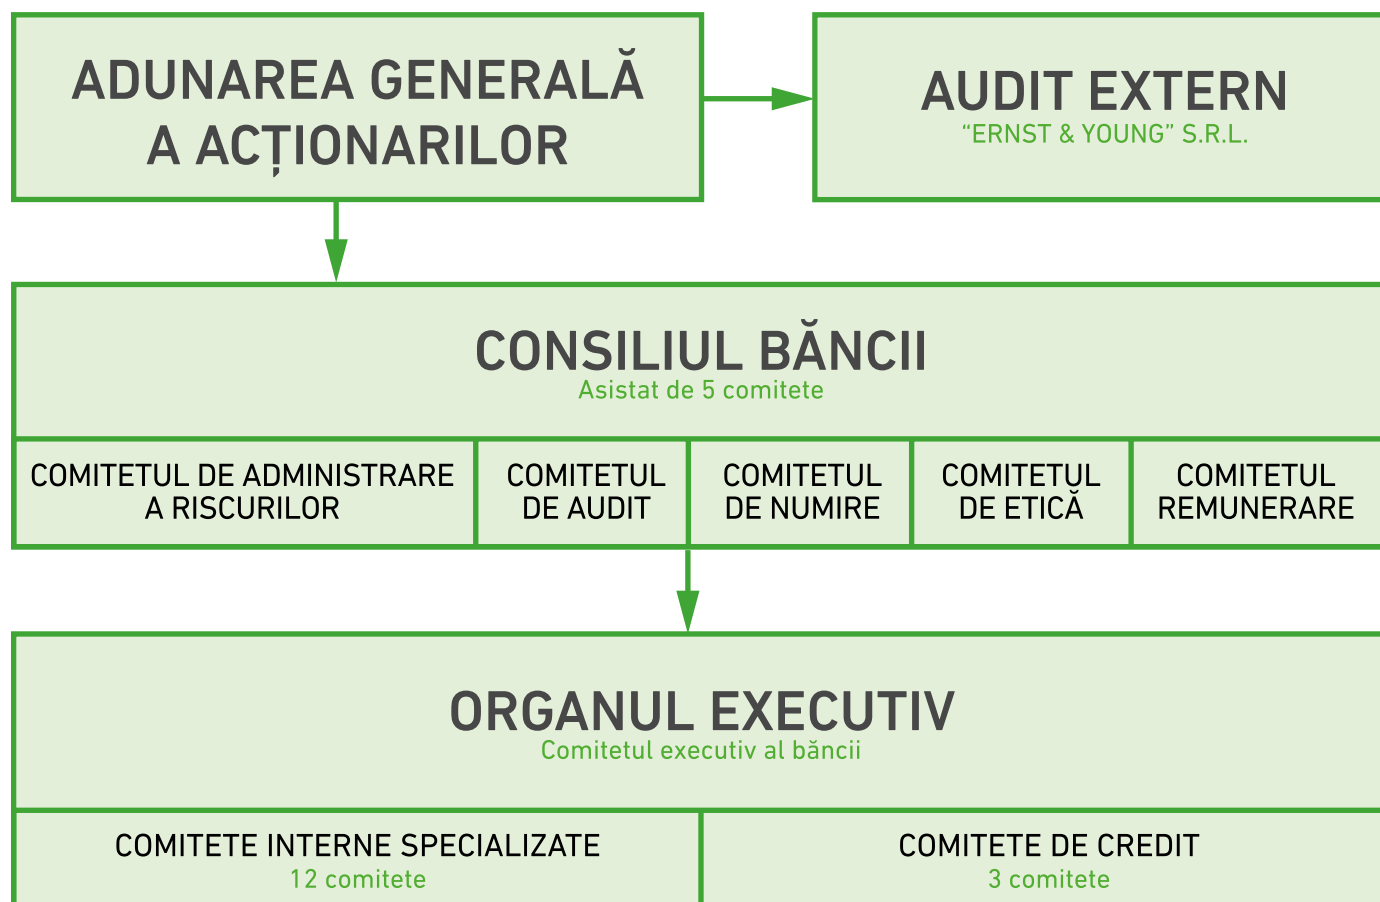 ADUNAREA GENERALĂ
A ACȚIONARILOR
AUDIT EXTERN
“ERNST & YOUNG” S.R.L.
CONSILIUL BĂNCII
Asistat de 5 comitete
COMITETUL DE ADMINISTRARE
A RISCURILOR
COMITETUL
DE AUDIT
COMITETUL
DE NUMIRE
COMITETUL
DE ETICĂ
COMITETUL
REMUNERARE
ORGANUL EXECUTIV
Comitetul executiv al băncii
COMITETE INTERNE SPECIALIZATE
12 comitete
COMITETE DE CREDIT
3 comitete